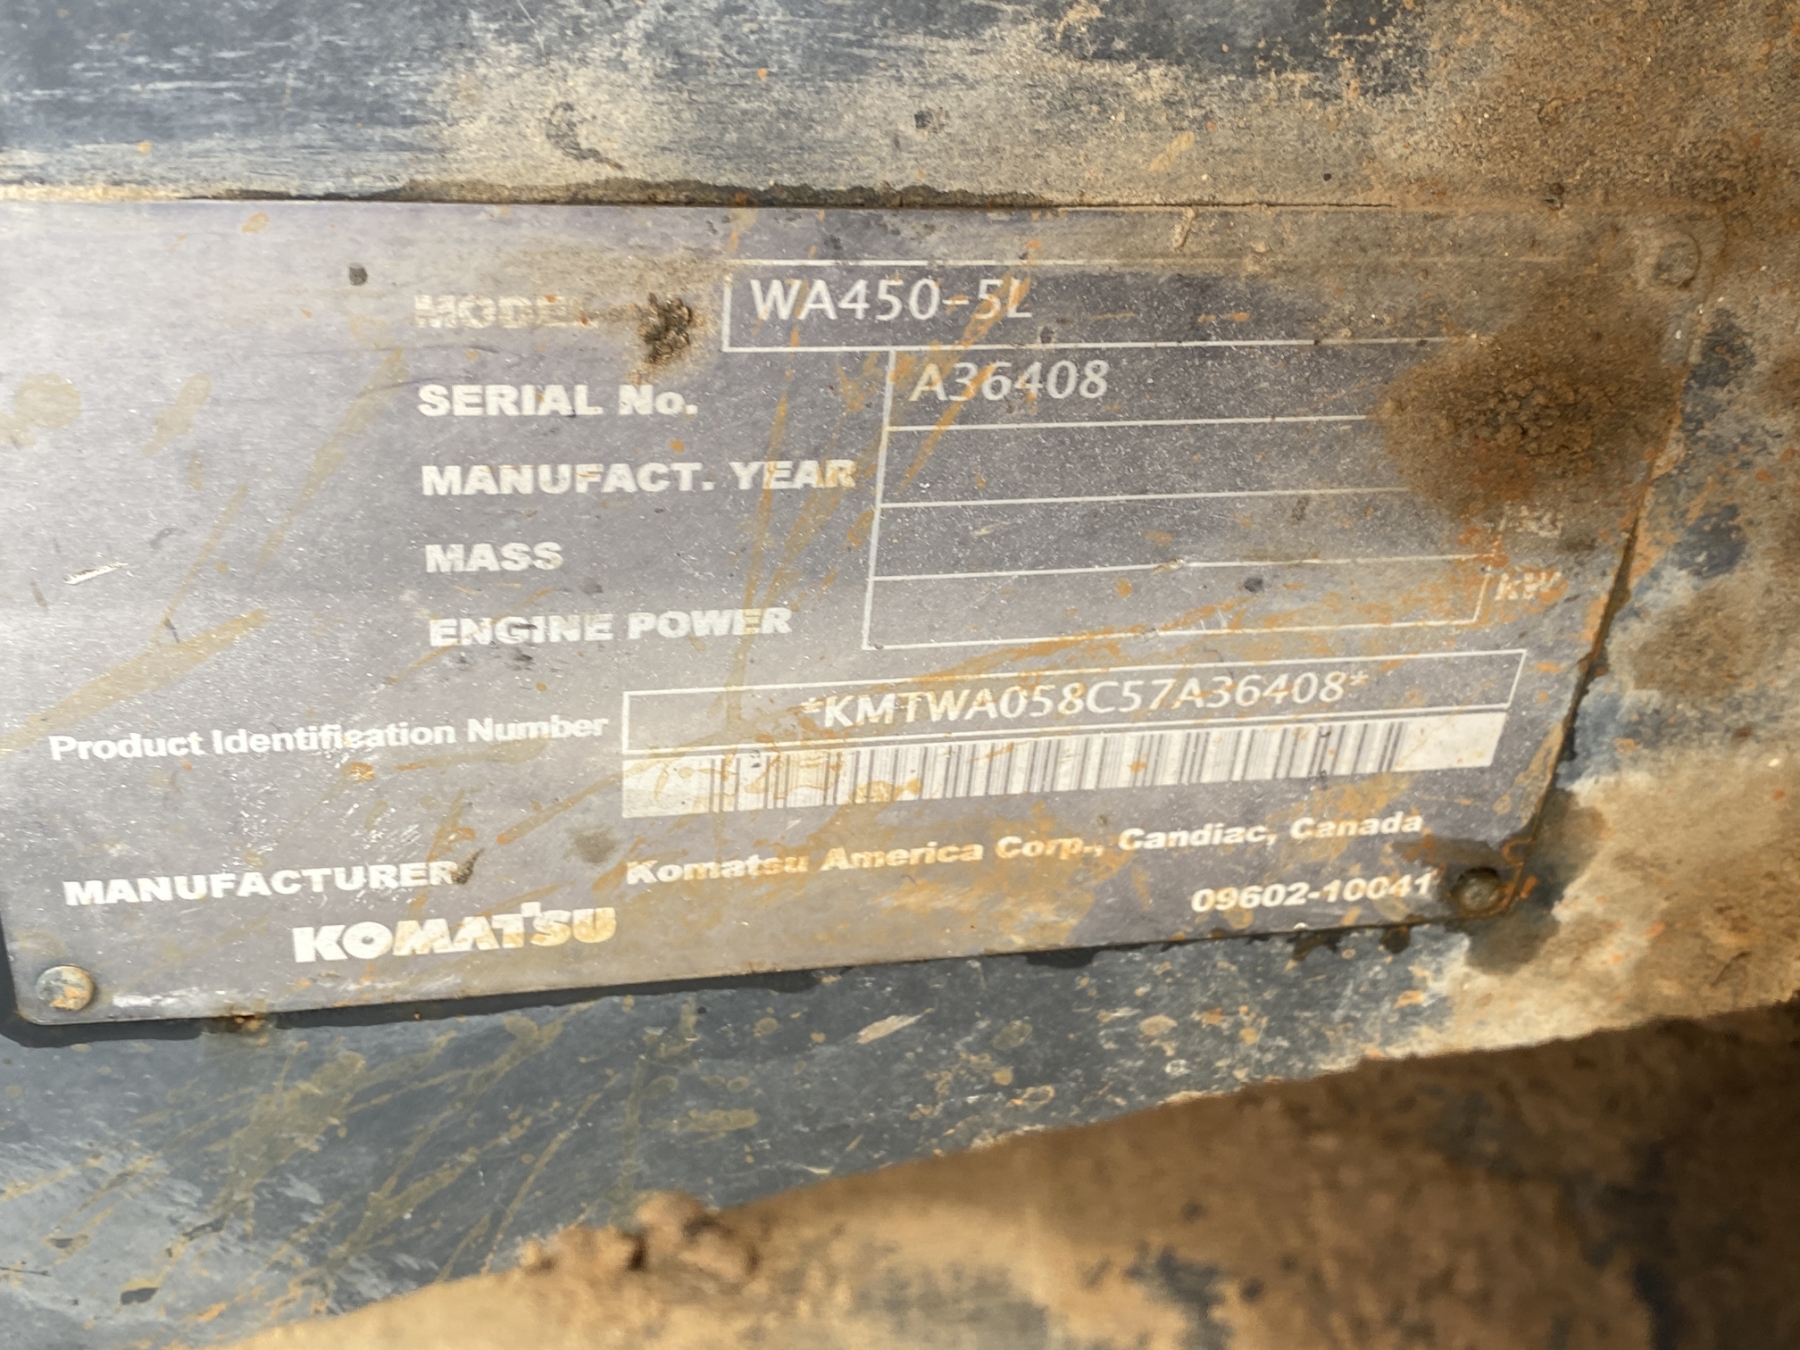 MODEL WA450-5L
SERIAL No. A36408
MANUFACT. YEAR
MASS
ENGINE POWER kW
Product Identification Number *KMTWA058C57A36408*
MANUFACTURER Komatsu America Corp., Candiac, Canada
09602-10041
KOMATSU